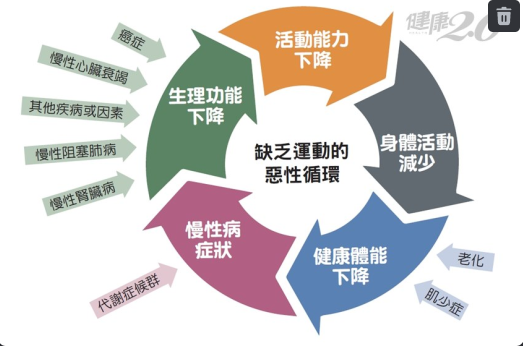 健康2.0
活動能力
下降
身體活動
減少
健康體能
下降
慢性病
症狀
生理功能
下降
缺乏運動的
惡性循環
癌症
慢性心臟衰竭
其他疾病或因素
慢性阻塞肺病
慢性腎臟病
代謝症候群
老化
肌少症